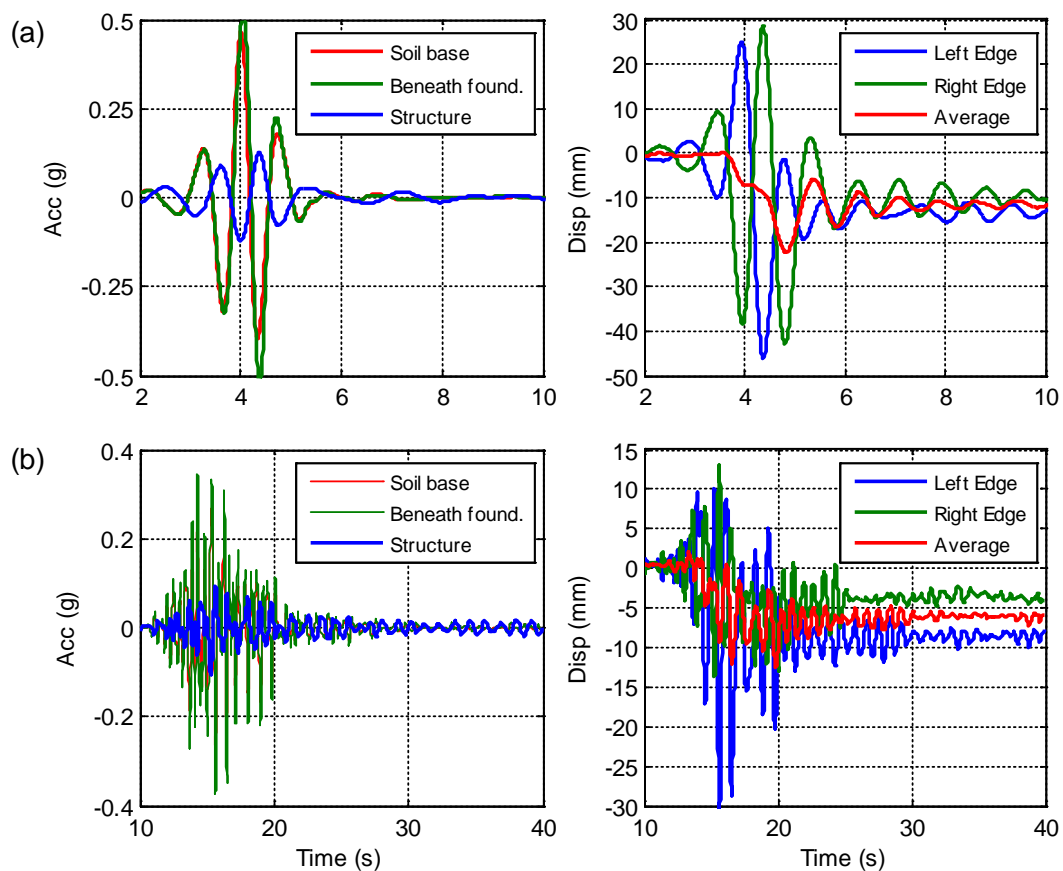 (a)
Acc (g)
0.5
0.25
0
-0.25
-0.5
2 4 6 8 10
Soil base
Beneath found.
Structure
Disp (mm)
30
20
10
0
-10
-20
-30
-40
-50
2 4 6 8 10
Left Edge
Right Edge
Average
(b)
Acc (g)
0.4
0.2
0
-0.2
-0.4
10 20 30 40
Time (s)
Soil base
Beneath found.
Structure
Disp (mm)
15
10
5
0
-5
-10
-15
-20
-25
-30
10 20 30 40
Time (s)
Left Edge
Right Edge
Average